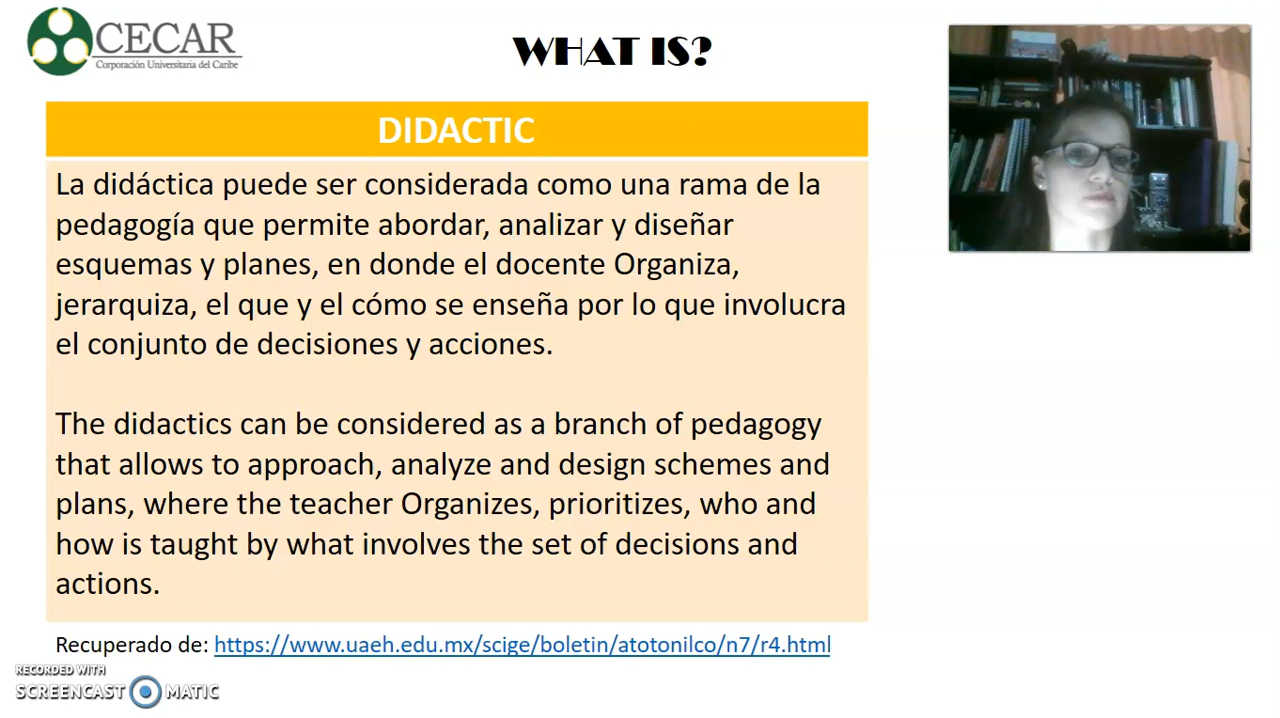 CECAR
Corporación Universitaria del Caribe
WHAT IS?
DIDACTIC
La didáctica puede ser considerada como una rama de la
pedagogía que permite abordar, analizar y diseñar
esquemas y planes, en donde el docente Organiza,
jerarquiza, el que y el cómo se enseña por lo que involucra
el conjunto de decisiones y acciones.
The didactics can be considered as a branch of pedagogy
that allows to approach, analyze and design schemes and
plans, where the teacher Organizes, prioritizes, who and
how is taught by what involves the set of decisions and
actions.
Recuperado de: https://www.uaeh.edu.mx/scige/boletin/atotonilco/n7/r4.html
RECORDED WITH
SCREENCAST MATIC